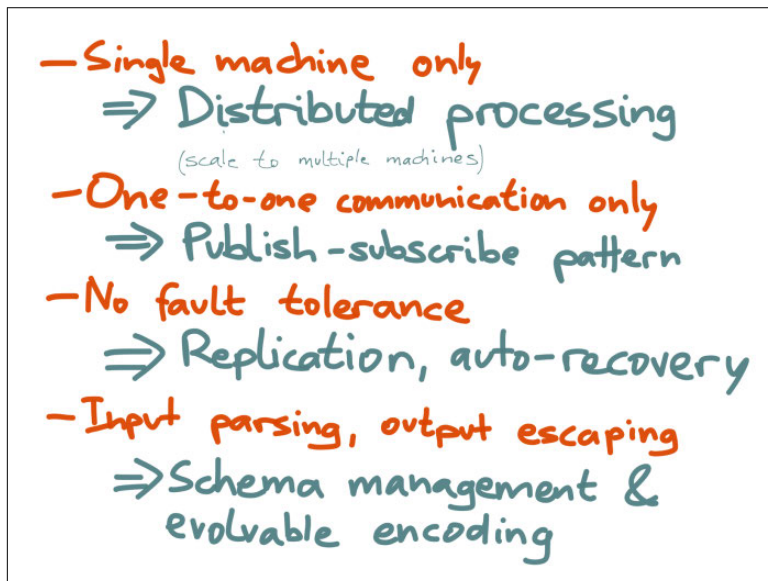 – Single machine only
⇒ Distributed processing
(scale to multiple machines)
– One-to-one communication only
⇒ Publish-subscribe pattern
– No fault tolerance
⇒ Replication, auto-recovery
– Input parsing, output escaping
⇒ Schema management &
evolvable encoding